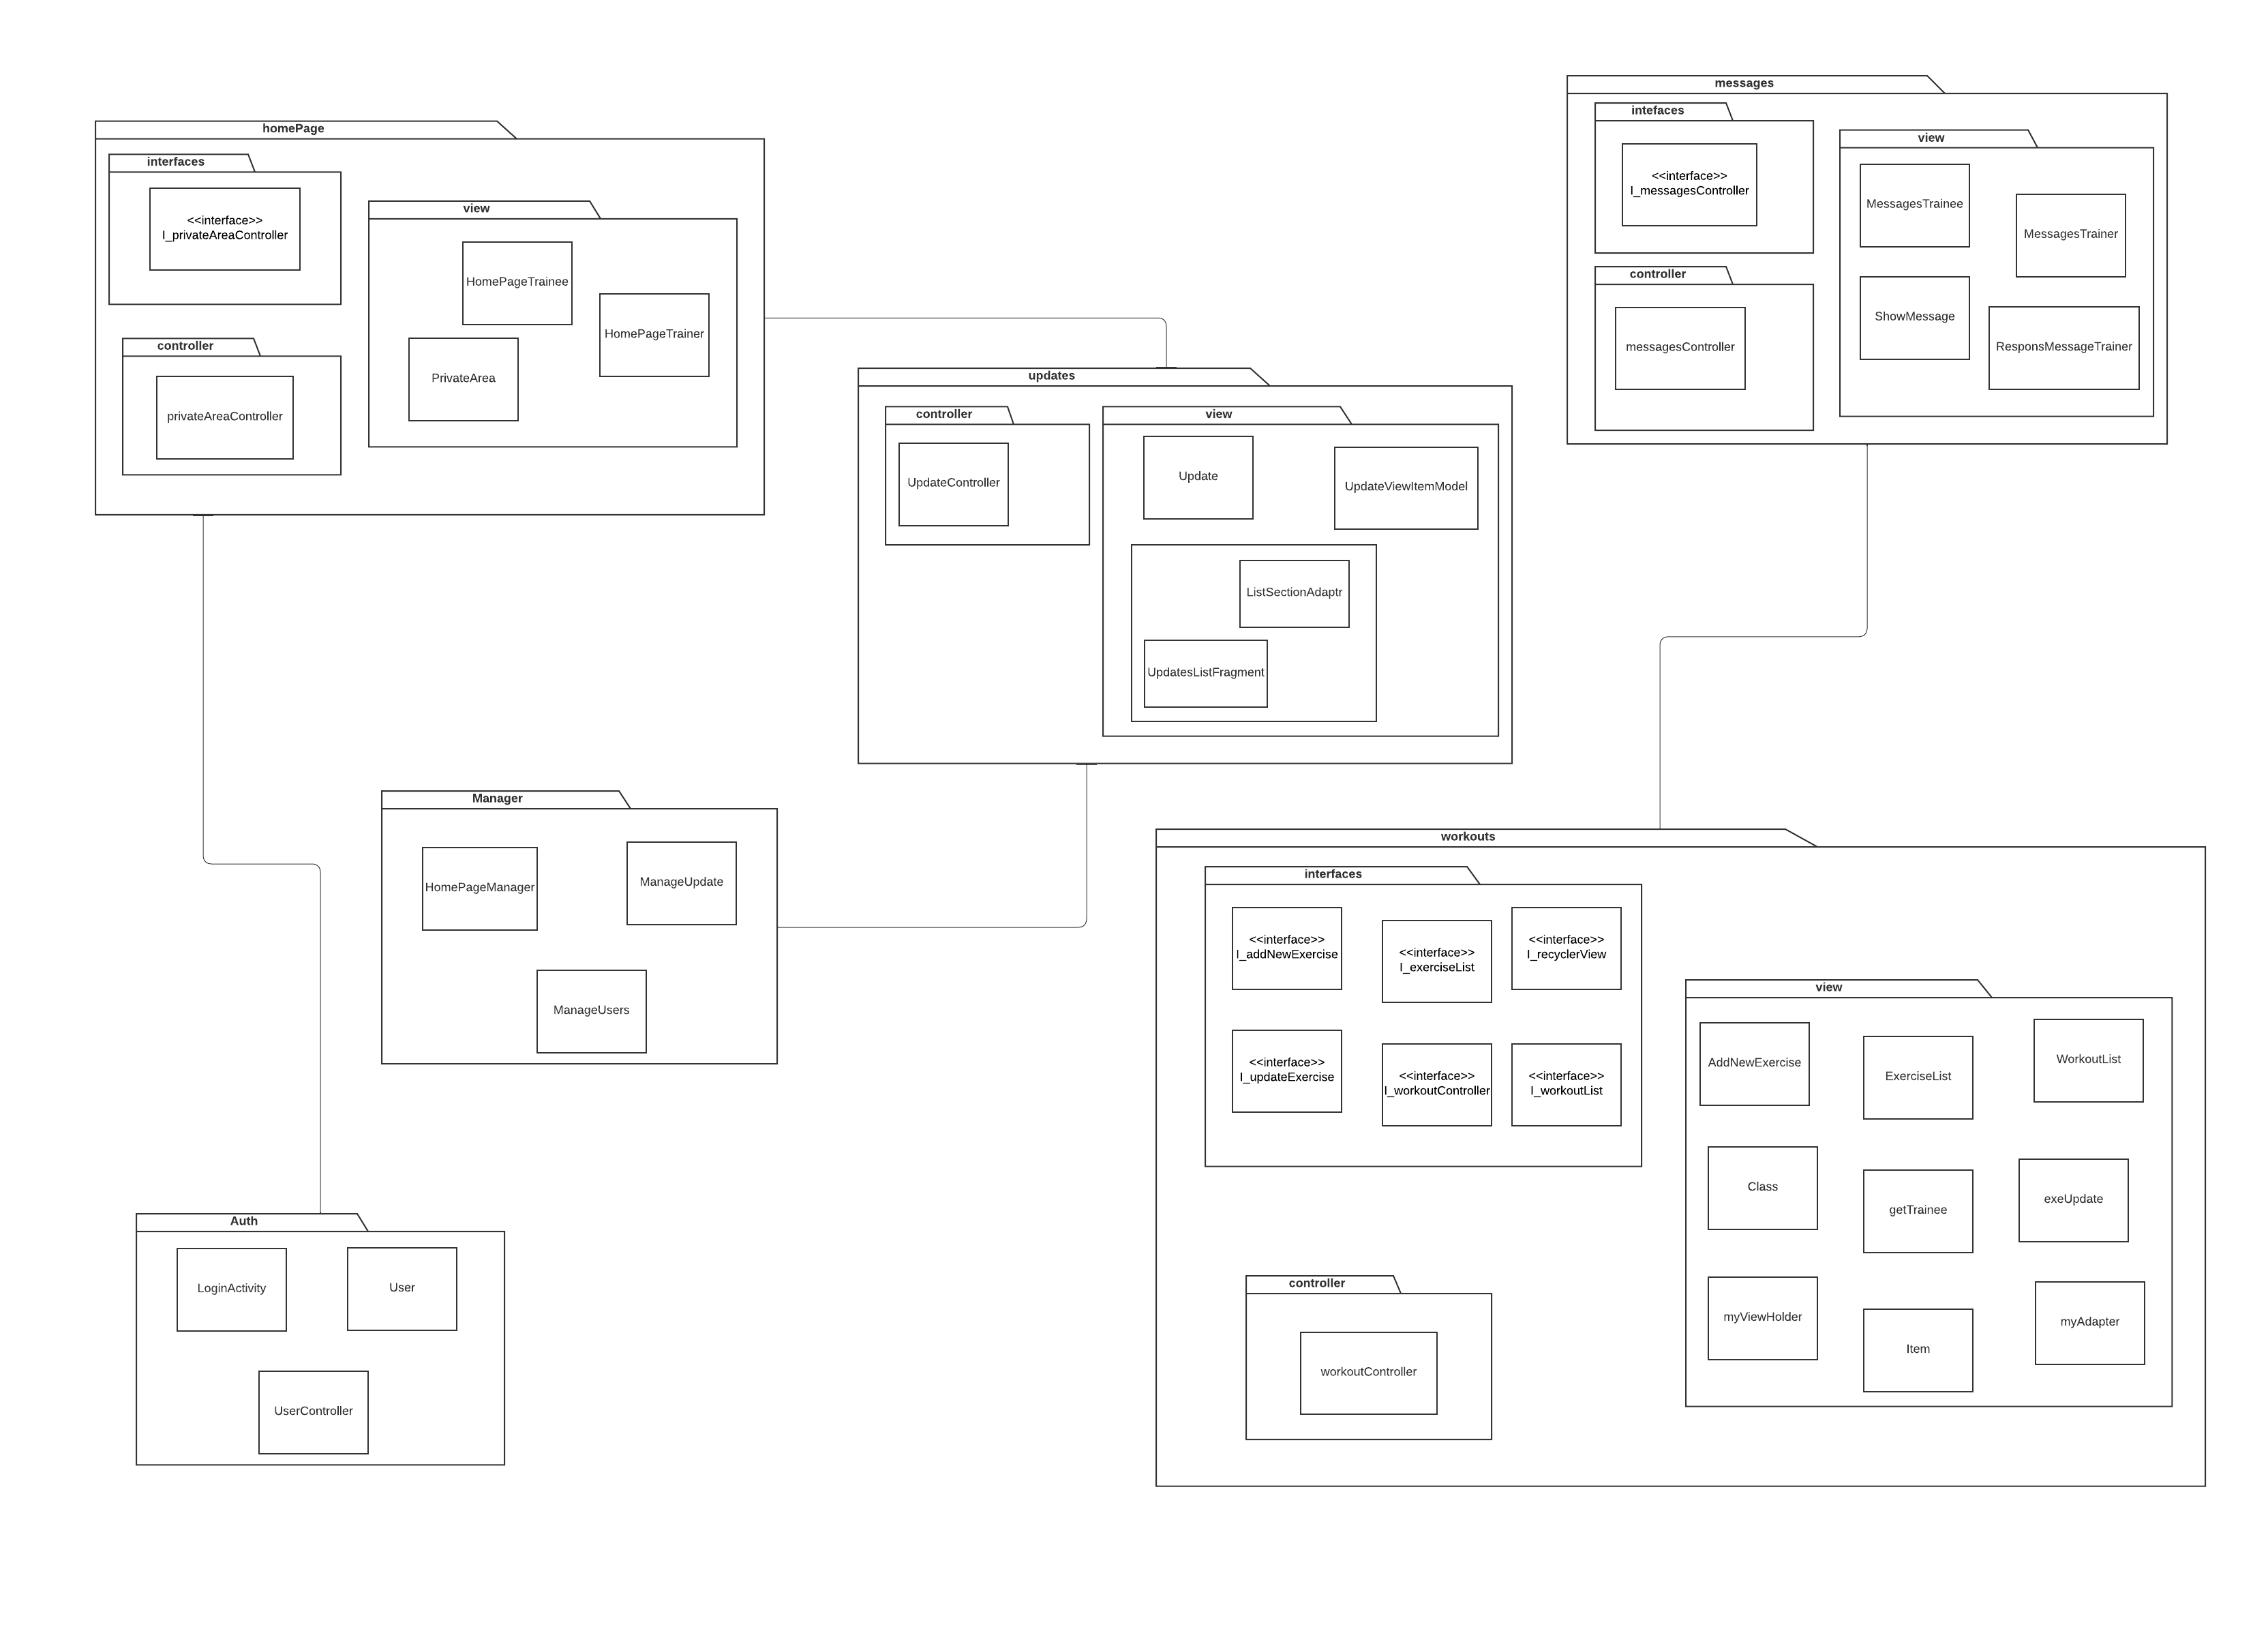 homePage
interfaces
<<interface>>
I_privateAreaController
controller
privateAreaController
view
HomePageTrainee
HomePageTrainer
PrivateArea
messages
intefaces
<<interface>>
I_messagesController
controller
messagesController
view
MessagesTrainee
MessagesTrainer
ShowMessage
ResponsMessageTrainer
updates
controller
UpdateController
view
Update
UpdateViewItemModel
ListSectionAdaptr
UpdatesListFragment
Manager
HomePageManager
ManageUpdate
ManageUsers
Auth
LoginActivity
User
UserController
workouts
interfaces
<<interface>>
I_addNewExercise
<<interface>>
I_exerciseList
<<interface>>
I_recyclerView
<<interface>>
I_updateExercise
<<interface>>
I_workoutController
<<interface>>
I_workoutList
controller
workoutController
view
AddNewExercise
ExerciseList
WorkoutList
Class
getTrainee
exeUpdate
myViewHolder
Item
myAdapter